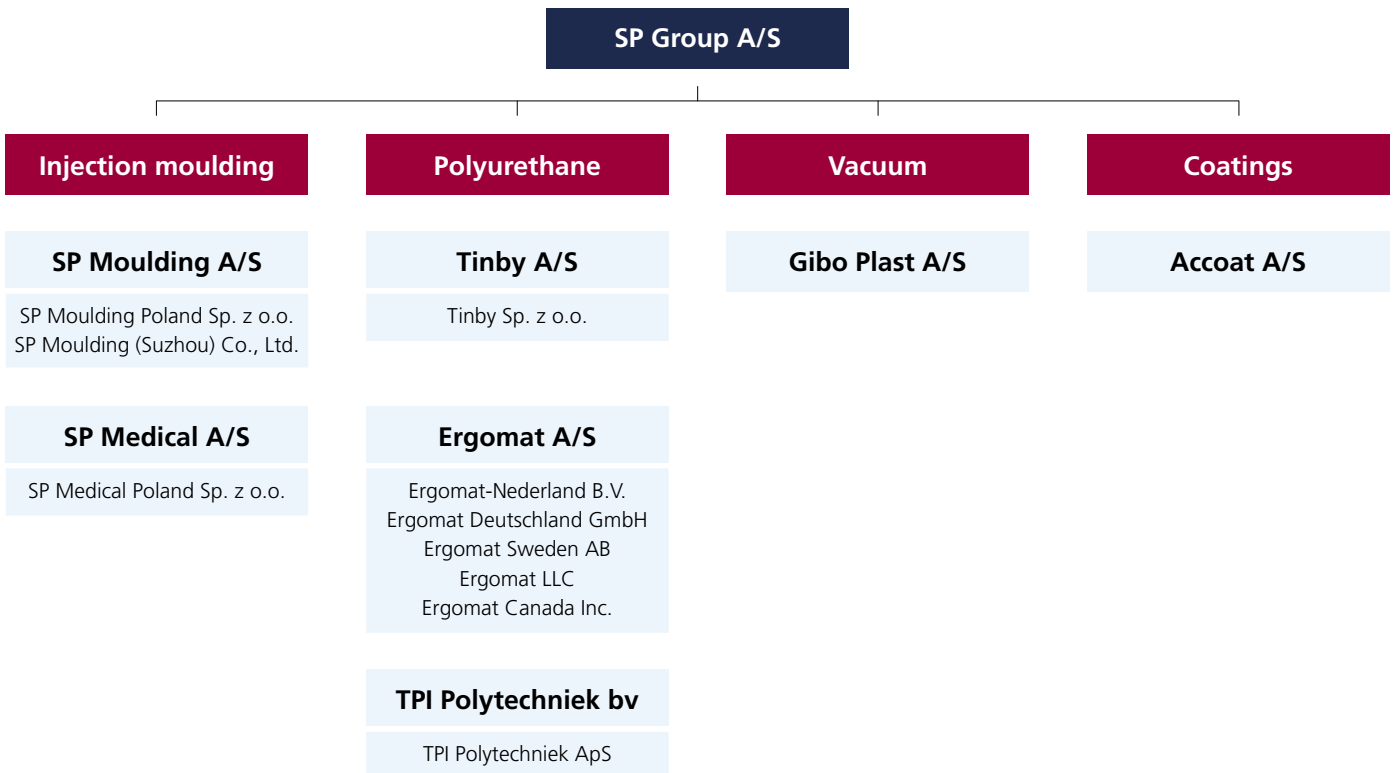 SP Group A/S
Injection moulding
SP Moulding A/S
SP Moulding Poland Sp. z o.o.
SP Moulding (Suzhou) Co., Ltd.
SP Medical A/S
SP Medical Poland Sp. z o.o.
Polyurethane
Tinby A/S
Tinby Sp. z o.o.
Ergomat A/S
Ergomat-Nederland B.V.
Ergomat Deutschland GmbH
Ergomat Sweden AB
Ergomat LLC
Ergomat Canada Inc.
TPI Polytechniek bv
TPI Polytechniek ApS
Vacuum
Gibo Plast A/S
Coatings
Accoat A/S